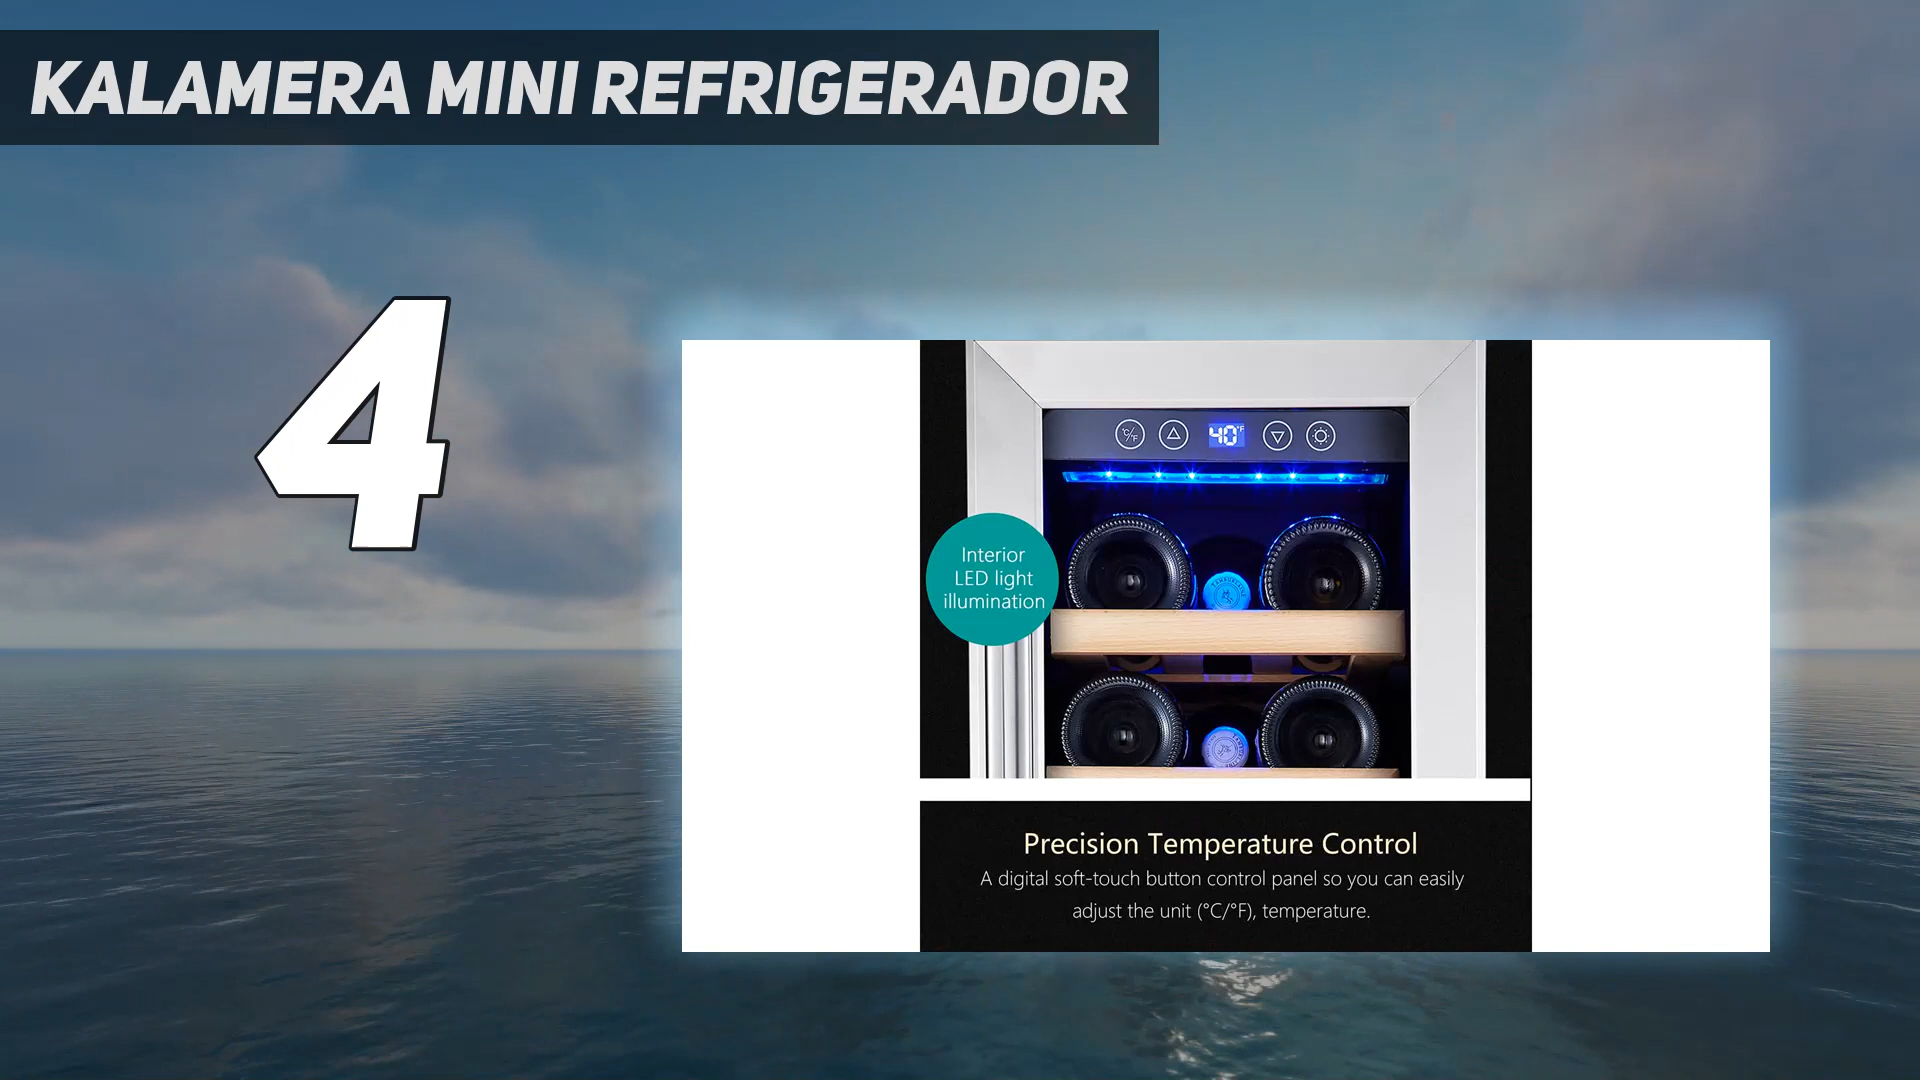 KALAMERA MINI REFRIGERADOR
4
°C/°F
40°F
Interior
LED light
illumination
Precision Temperature Control
A digital soft-touch button control panel so you can easily
adjust the unit (°C/°F), temperature.